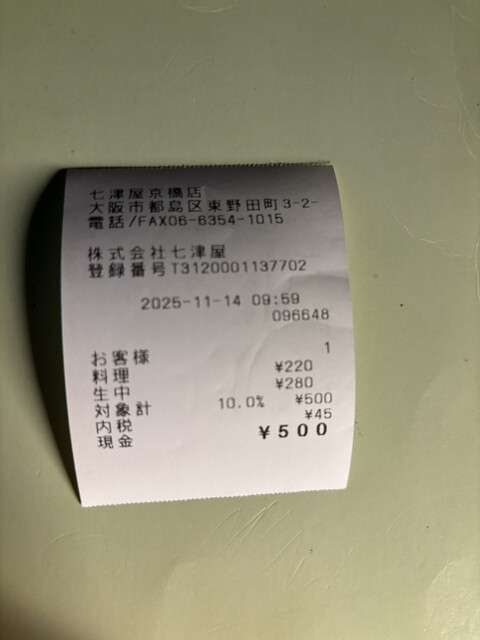 七津屋京橋店
大阪市都島区東野田町3-2-
電話/FAX06-6354-1015
株式会社七津屋
登録番号T3120001137702
2025-11-14 09:59
096648
お客様 1
料理 ¥220
生中 ¥280
対象計 10.0% ¥500
内税 ¥45
現金 ¥500